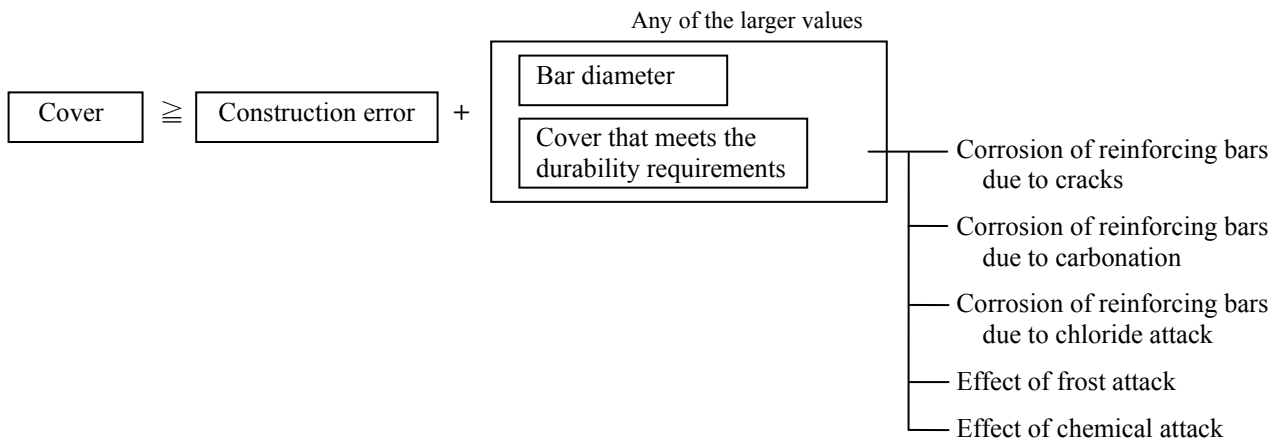 Any of the larger values
Cover ≧ Construction error +
Bar diameter
Cover that meets the
durability requirements
Corrosion of reinforcing bars
due to cracks
Corrosion of reinforcing bars
due to carbonation
Corrosion of reinforcing bars
due to chloride attack
Effect of frost attack
Effect of chemical attack